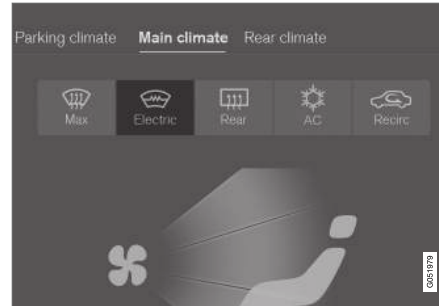 Parking climate Main climate Rear climate
Max Electric Rear AC Recirc
G051979